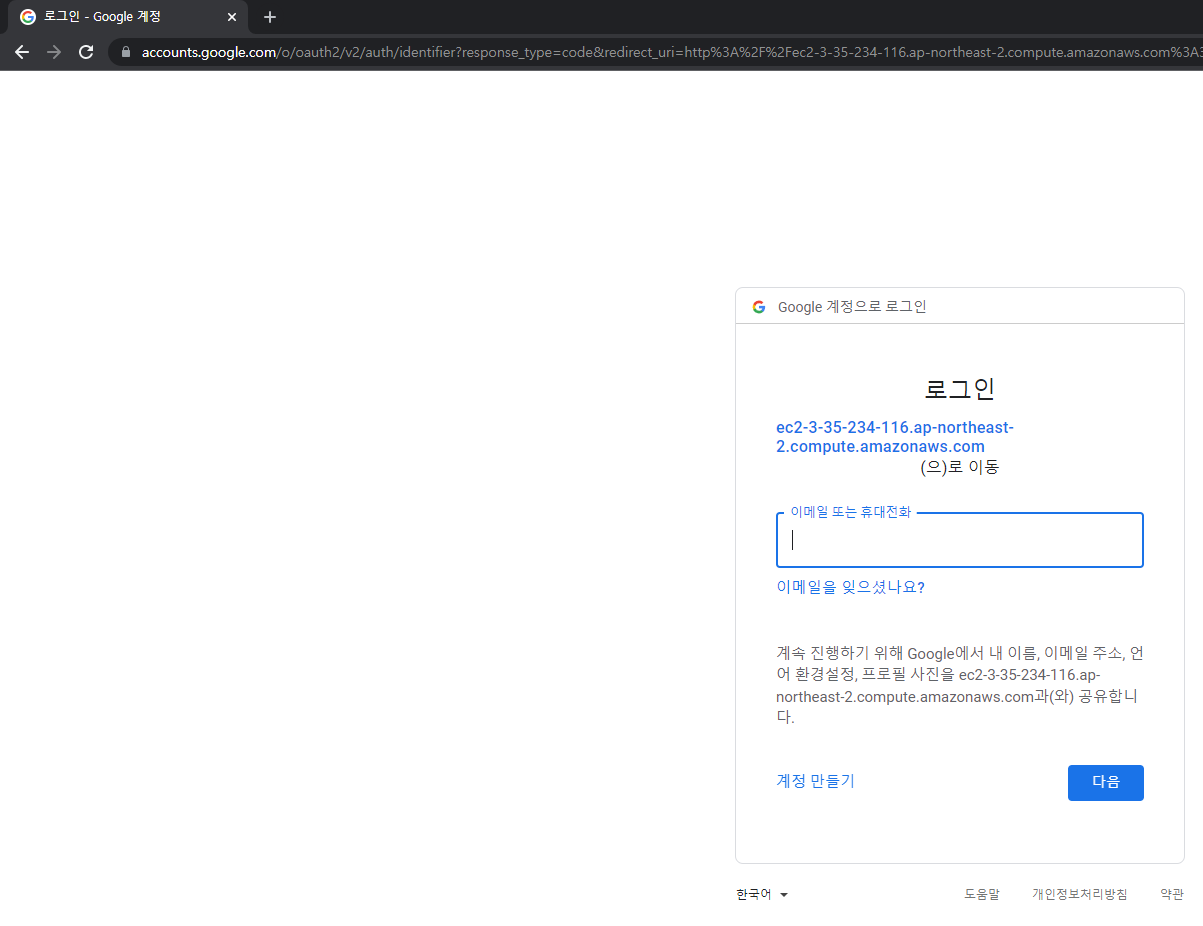 로그인 - Google 계정
accounts.google.com/o/oauth2/v2/auth/identifier?response_type=code&redirect_uri=http%3A%2F%2Fec2-3-35-234-116.ap-northeast-2.compute.amazonaws.com%3A
Google 계정으로 로그인
로그인
ec2-3-35-234-116.ap-northeast-
2.compute.amazonaws.com
(으)로 이동
이메일 또는 휴대전화
이메일을 잊으셨나요?
계속 진행하기 위해 Google에서 내 이름, 이메일 주소, 언
어 환경설정, 프로필 사진을 ec2-3-35-234-116.ap-
northeast-2.compute.amazonaws.com과(와) 공유합니
다.
계정 만들기
다음
한국어
도움말
개인정보처리방침
약관